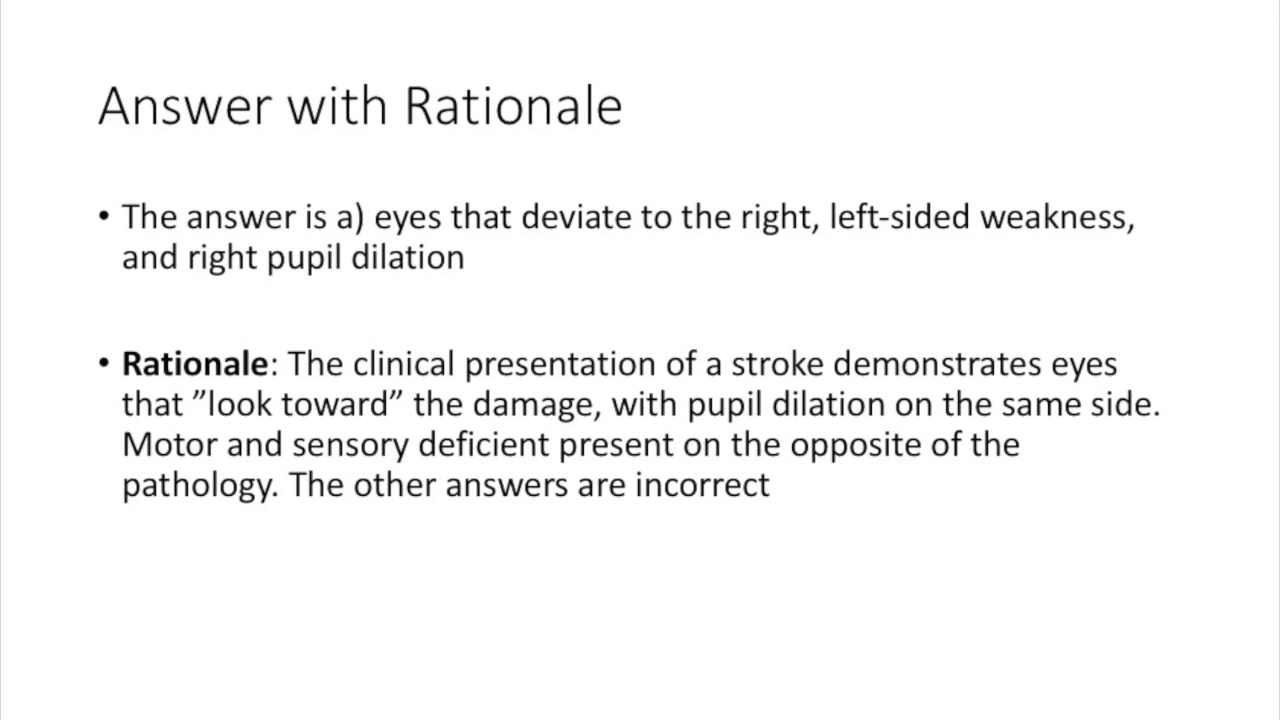 Answer with Rationale
• The answer is a) eyes that deviate to the right, left-sided weakness,
and right pupil dilation
• Rationale: The clinical presentation of a stroke demonstrates eyes
that ”look toward” the damage, with pupil dilation on the same side.
Motor and sensory deficient present on the opposite of the
pathology. The other answers are incorrect